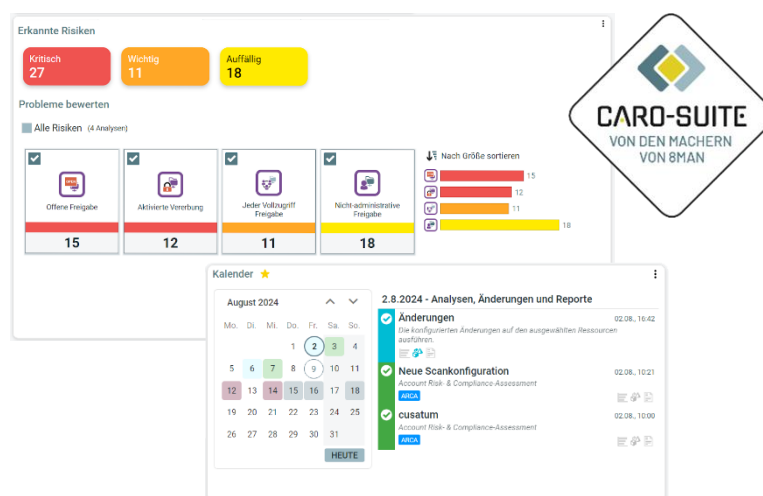 Erkannte Risiken
Kritisch
27
Wichtig
11
Auffällig
18
CARO-SUITE
VON DEN MACHERN
VON 8MAN
Probleme bewerten
Alle Risiken (4 Analysen)
Offene Freigabe
15
Aktivierte Vererbung
12
Jeder Vollzugriff
Freigabe
11
Nicht-administrative
Freigabe
18
Nach Größe sortieren
15
12
11
18
Kalender
August 2024
Mo. Di. Mi. Do. Fr. Sa. So.
1 2 3 4
5 6 7 8 9 10 11
12 13 14 15 16 17 18
19 20 21 22 23 24 25
26 27 28 29 30 31
HEUTE
2.8.2024 - Analysen, Änderungen und Reporte
Änderungen 02.08., 16:42
Die konfigurierten Änderungen auf den ausgewählten Ressourcen
ausführen.
Neue Scankonfiguration 02.08., 10:21
Account Risk- & Compliance-Assessment
ARCA
cusatum 02.08., 10:00
Account Risk- & Compliance-Assessment
ARCA